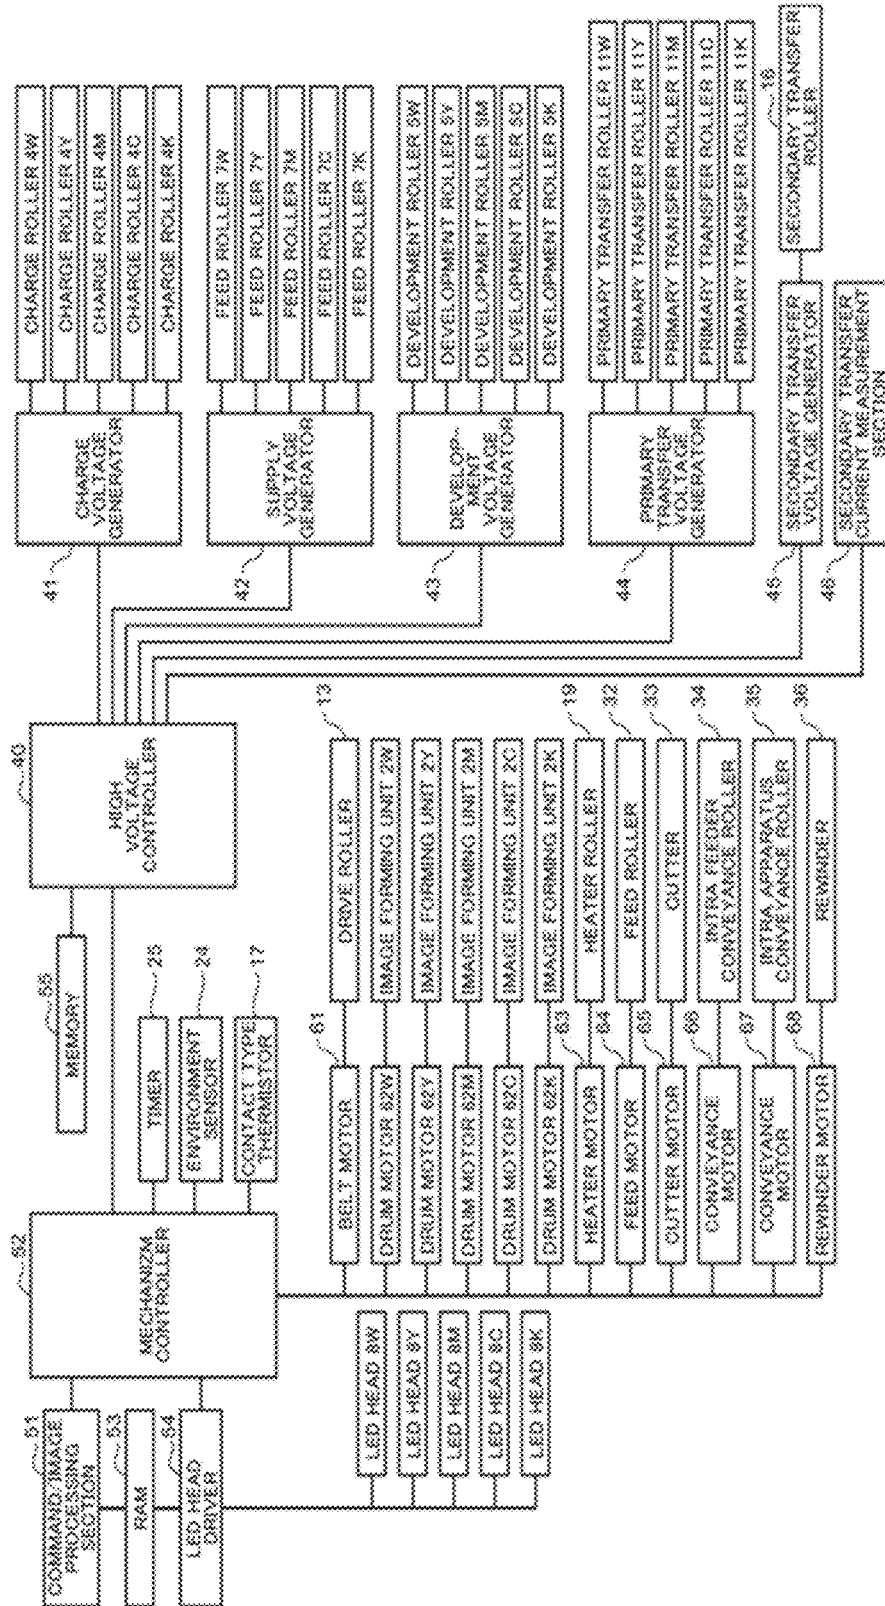 COMMAND/IMAGE
PROCESSING
SECTION
51
RAM
53
LED HEAD
DRIVER
54
LED HEAD 8W
LED HEAD 8Y
LED HEAD 8M
LED HEAD 8C
LED HEAD 8K
MECHANIZM
CONTROLLER
52
MEMORY
55
TIMER
25
ENVIRONMENT
SENSOR
24
CONTACT TYPE
THERMISTOR
17
BELT MOTOR
61
DRIVE ROLLER
13
DRUM MOTOR 62W
IMAGE FORMING UNIT 2W
DRUM MOTOR 62Y
IMAGE FORMING UNIT 2Y
DRUM MOTOR 62M
IMAGE FORMING UNIT 2M
DRUM MOTOR 62C
IMAGE FORMING UNIT 2C
DRUM MOTOR 62K
IMAGE FORMING UNIT 2K
HEATER MOTOR
63
HEATER ROLLER
19
FEED MOTOR
64
FEED ROLLER
32
CUTTER MOTOR
65
CUTTER
33
CONVEYANCE
MOTOR
66
INTRA FEEDER
CONVEYANCE ROLLER
34
CONVEYANCE
MOTOR
67
INTRA APPARATUS
CONVEYANCE ROLLER
35
REWINDER MOTOR
68
REWINDER
36
HIGH
VOLTAGE
CONTROLLER
40
CHARGE
VOLTAGE
GENERATOR
41
CHARGE ROLLER 4W
CHARGE ROLLER 4Y
CHARGE ROLLER 4M
CHARGE ROLLER 4C
CHARGE ROLLER 4K
SUPPLY
VOLTAGE
GENERATOR
42
FEED ROLLER 7W
FEED ROLLER 7Y
FEED ROLLER 7M
FEED ROLLER 7C
FEED ROLLER 7K
DEVELOP-
MENT
VOLTAGE
GENERATOR
43
DEVELOPMENT ROLLER 5W
DEVELOPMENT ROLLER 5Y
DEVELOPMENT ROLLER 5M
DEVELOPMENT ROLLER 5C
DEVELOPMENT ROLLER 5K
PRIMARY
TRANSFER
VOLTAGE
GENERATOR
44
PRIMARY TRANSFER ROLLER 11W
PRIMARY TRANSFER ROLLER 11Y
PRIMARY TRANSFER ROLLER 11M
PRIMARY TRANSFER ROLLER 11C
PRIMARY TRANSFER ROLLER 11K
SECONDARY TRANSFER
VOLTAGE GENERATOR
45
SECONDARY TRANSFER
ROLLER
16
SECONDARY TRANSFER
CURRENT MEASUREMENT
SECTION
46